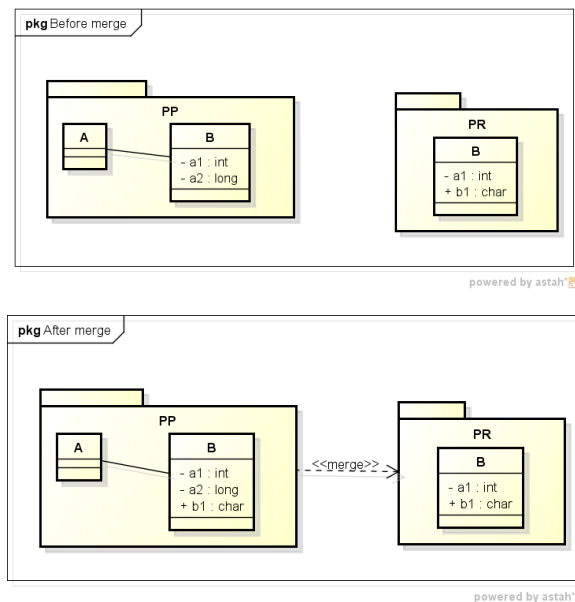 pkg Before merge
PP
A
B
- a1 : int
- a2 : long
PR
B
- a1 : int
+ b1 : char
powered by astah*
pkg After merge
PP
A
B
- a1 : int
- a2 : long
+ b1 : char
<<merge>>
PR
B
- a1 : int
+ b1 : char
powered by astah*